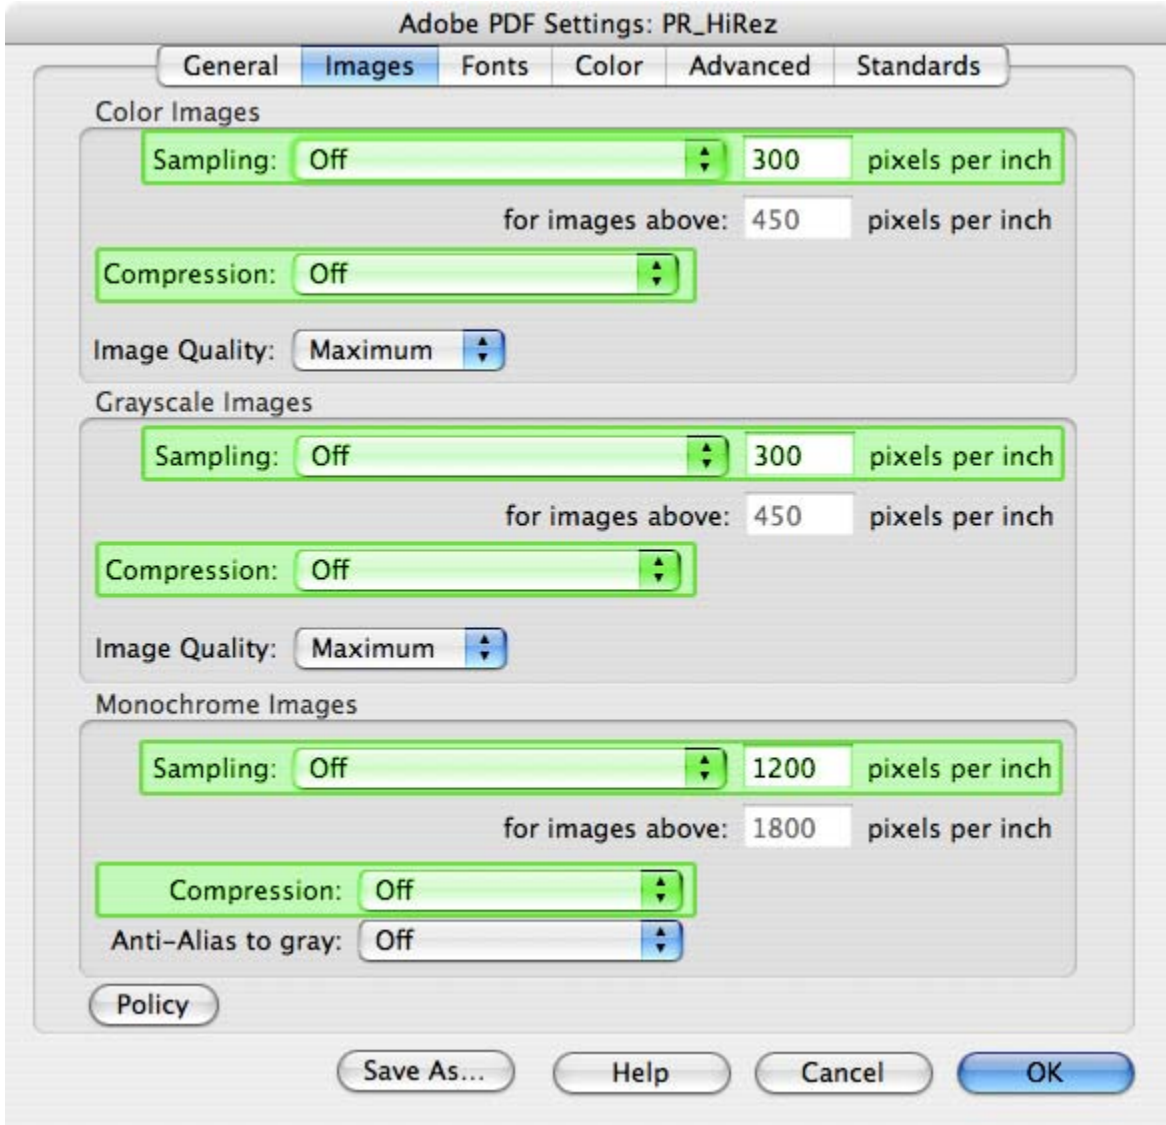 Adobe PDF Settings: PR_HiRez
General Images Fonts Color Advanced Standards
Color Images
Sampling: Off 300 pixels per inch
for images above: 450 pixels per inch
Compression: Off
Image Quality: Maximum
Grayscale Images
Sampling: Off 300 pixels per inch
for images above: 450 pixels per inch
Compression: Off
Image Quality: Maximum
Monochrome Images
Sampling: Off 1200 pixels per inch
for images above: 1800 pixels per inch
Compression: Off
Anti-Alias to gray: Off
Policy
Save As... Help Cancel OK